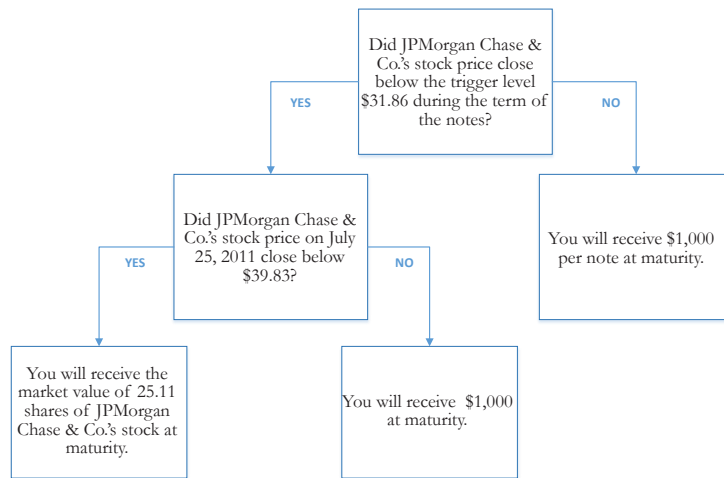 Did JPMorgan Chase &
Co.'s stock price close
below the trigger level
$31.86 during the term of
the notes?
YES
NO
Did JPMorgan Chase &
Co.'s stock price on July
25, 2011 close below
$39.83?
You will receive $1,000
per note at maturity.
YES
NO
You will receive the
market value of 25.11
shares of JPMorgan
Chase & Co.'s stock at
maturity.
You will receive $1,000
at maturity.